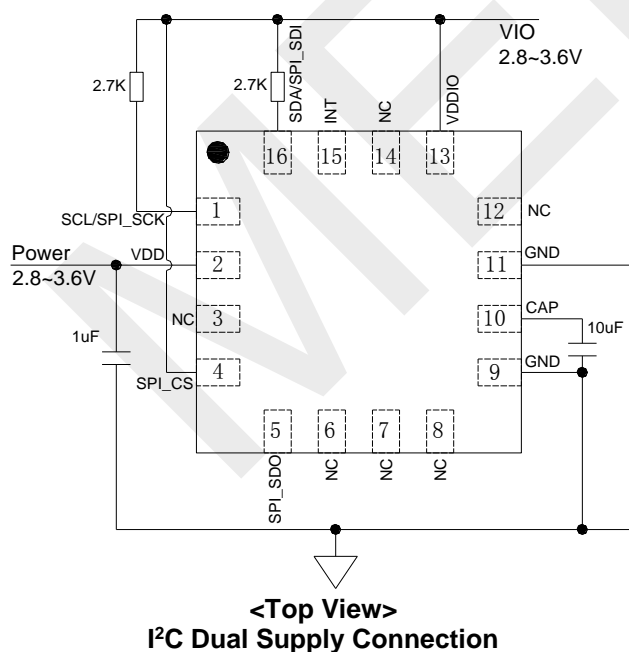 VIO
2.8~3.6V
2.7K
2.7K
SDA/SPI_SDI
INT
NC
VDDIO
16
15
14
13
SCL/SPI_SCK
1
12
NC
Power
2.8~3.6V
VDD
2
11
GND
1uF
NC
3
10
CAP
10uF
SPI_CS
4
9
GND
5
6
7
8
SPI_SDO
NC
NC
NC
<Top View>
I²C Dual Supply Connection